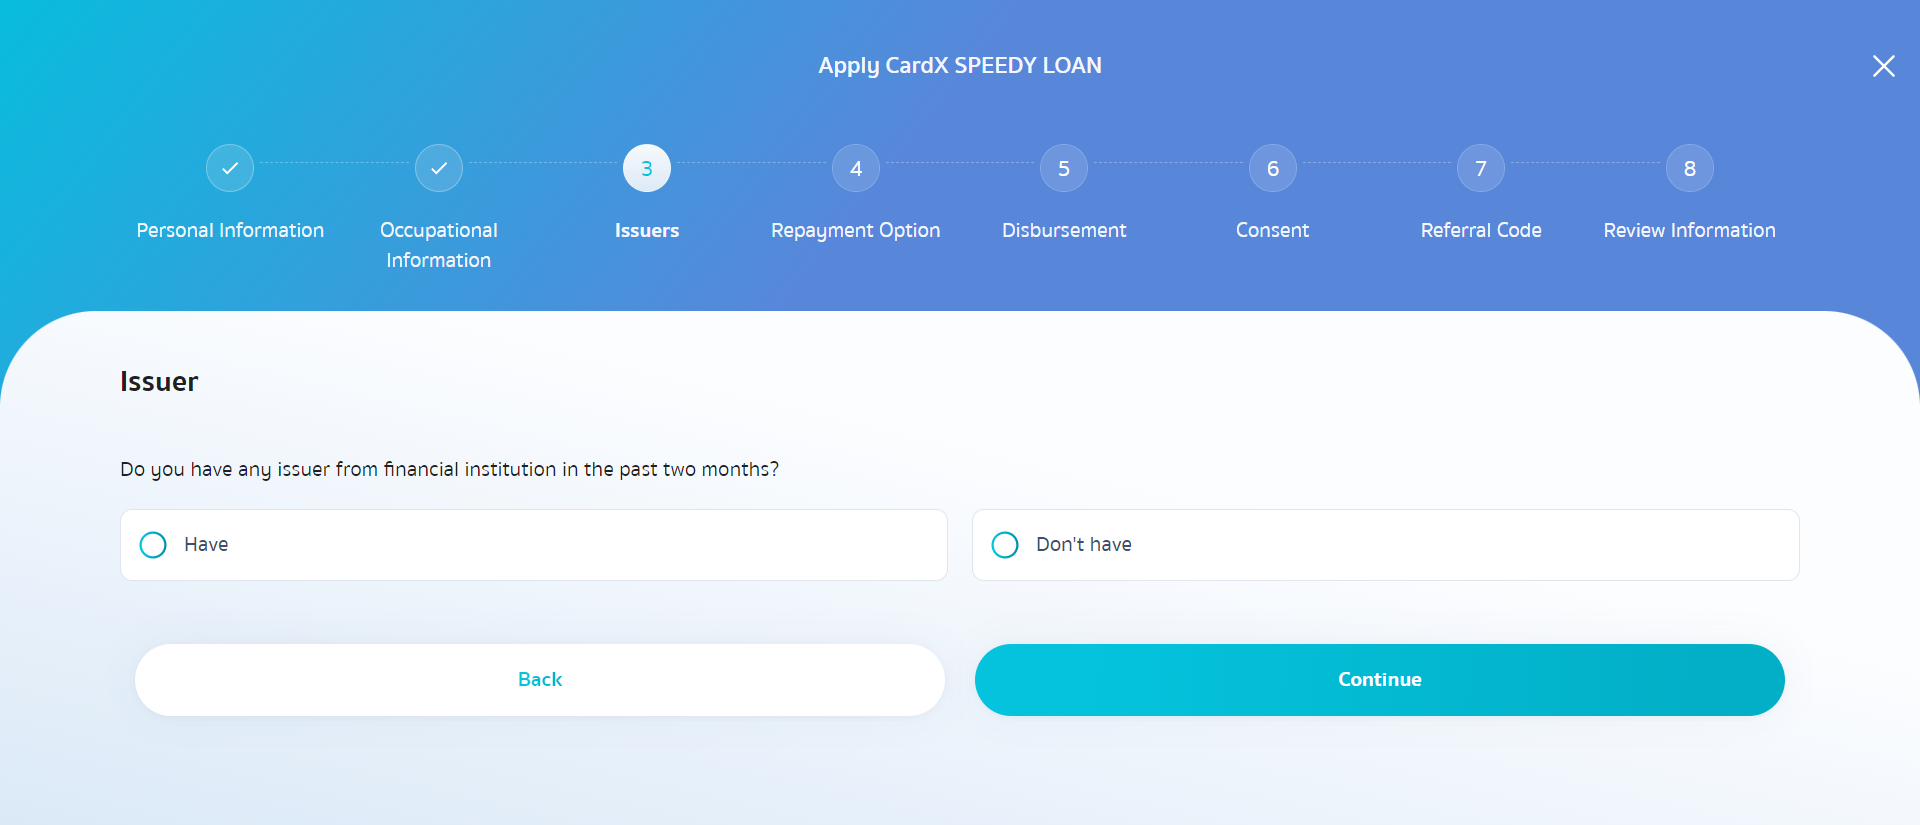 Apply CardX SPEEDY LOAN
3
4
5
6
7
8
Personal Information
Occupational
Information
Issuers
Repayment Option
Disbursement
Consent
Referral Code
Review Information
Issuer
Do you have any issuer from financial institution in the past two months?
Have
Don't have
Back
Continue